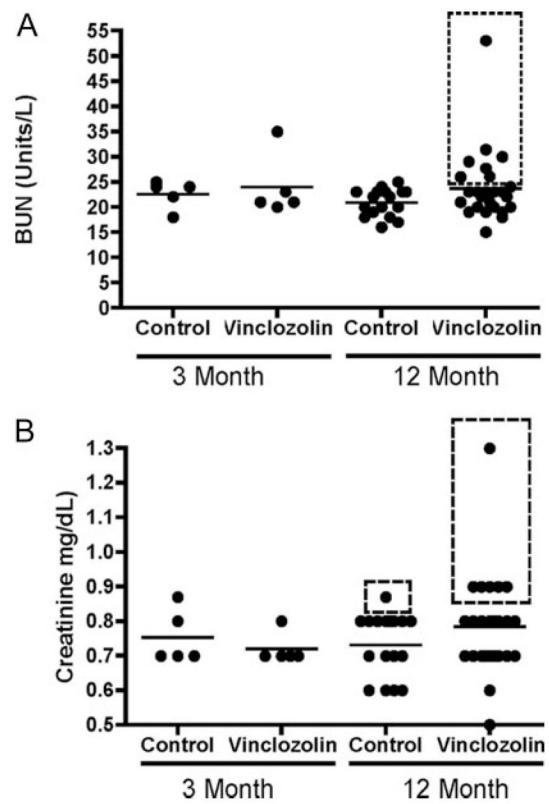 A
BUN (Units/L)
55
50
45
40
35
30
25
20
15
10
5
0
Control Vinclozolin Control Vinclozolin
3 Month 12 Month
B
Creatinine mg/dL
1.3
1.2
1.1
1.0
0.9
0.8
0.7
0.6
0.5
Control Vinclozolin Control Vinclozolin
3 Month 12 Month